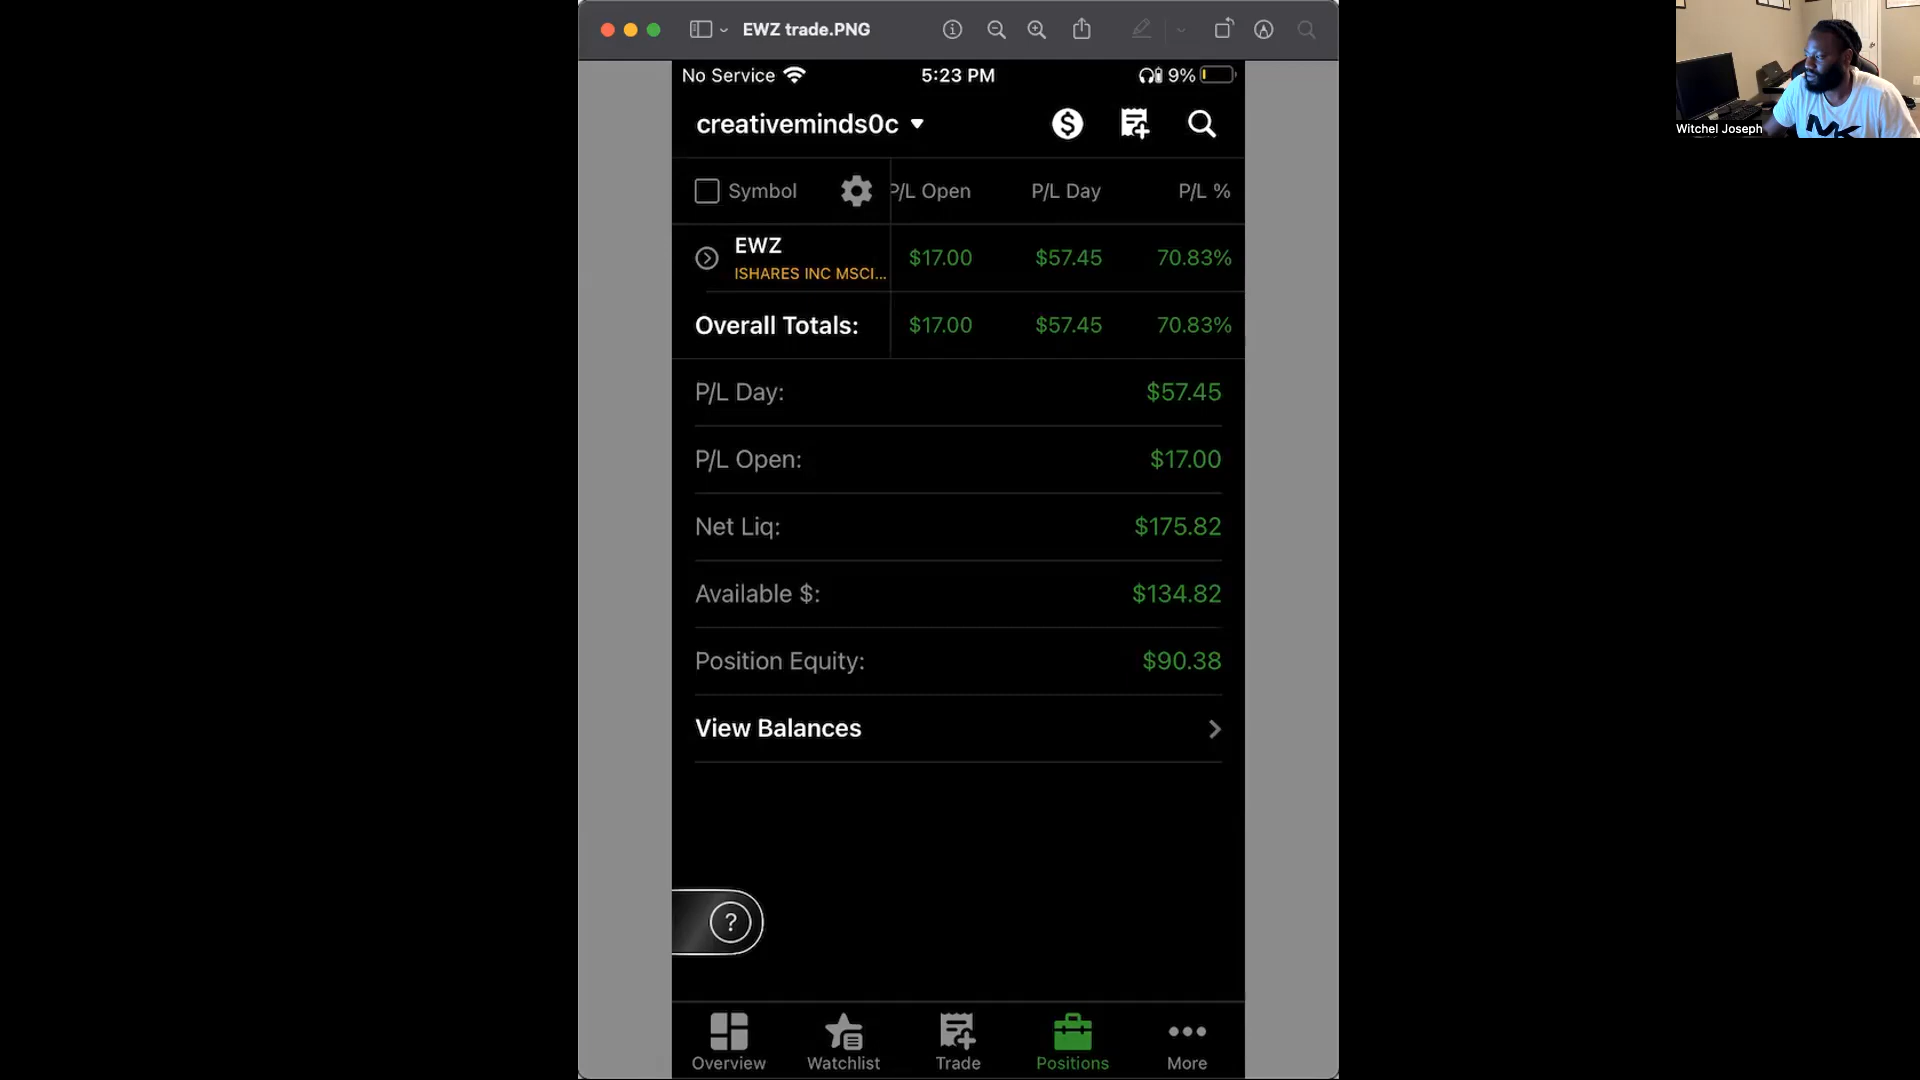 EWZ trade.PNG
No Service 5:23 PM 9%
creativeminds0c
Symbol P/L Open P/L Day P/L %
EWZ $17.00 $57.45 70.83%
ISHARES INC MSCI...
Overall Totals: $17.00 $57.45 70.83%
P/L Day: $57.45
P/L Open: $17.00
Net Liq: $175.82
Available $: $134.82
Position Equity: $90.38
View Balances
?
Overview Watchlist Trade Positions More
MK
Witchel Joseph